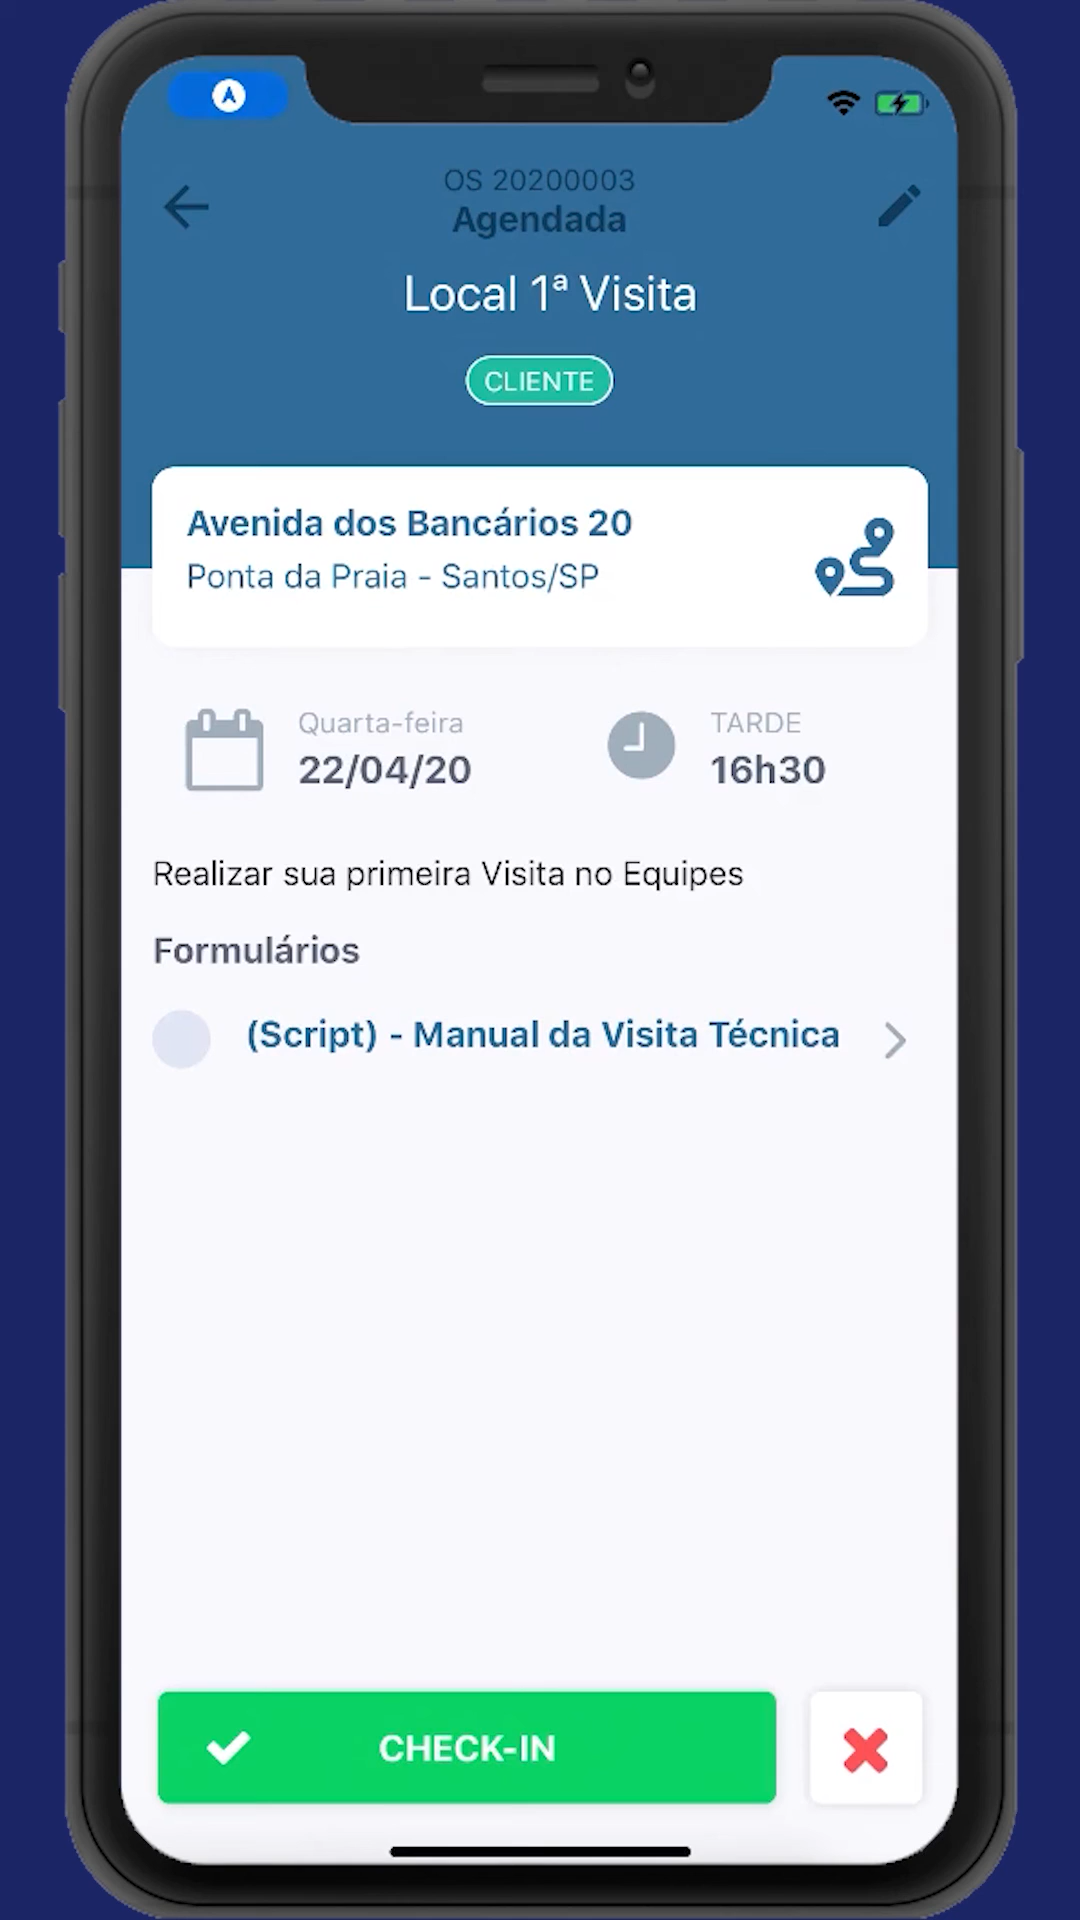 OS 20200003
Agendada
Local 1ª Visita
CLIENTE
Avenida dos Bancários 20
Ponta da Praia - Santos/SP
Quarta-feira
22/04/20
TARDE
16h30
Realizar sua primeira Visita no Equipes
Formulários
(Script) - Manual da Visita Técnica
CHECK-IN